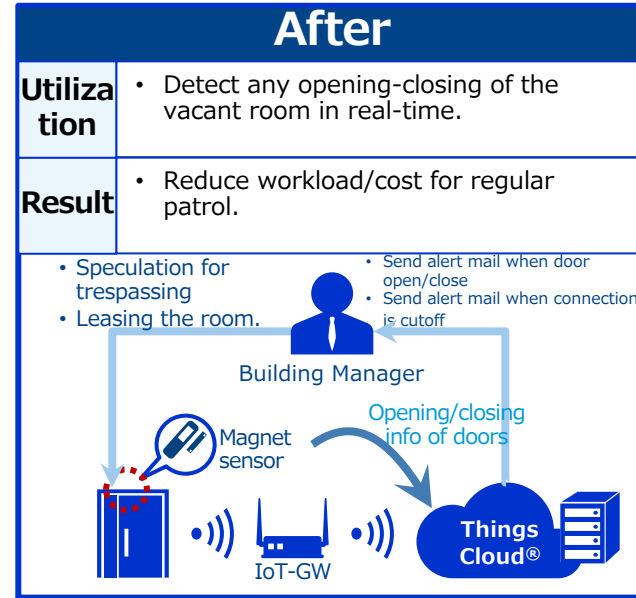 After
Utiliza
tion
• Detect any opening-closing of the
vacant room in real-time.
Result
• Reduce workload/cost for regular
patrol.
• Speculation for
trespassing
• Leasing the room.
• Send alert mail when door
open/close
• Send alert mail when connection
is cutoff
Building Manager
Magnet
sensor
Opening/closing
info of doors
IoT-GW
Things
Cloud®